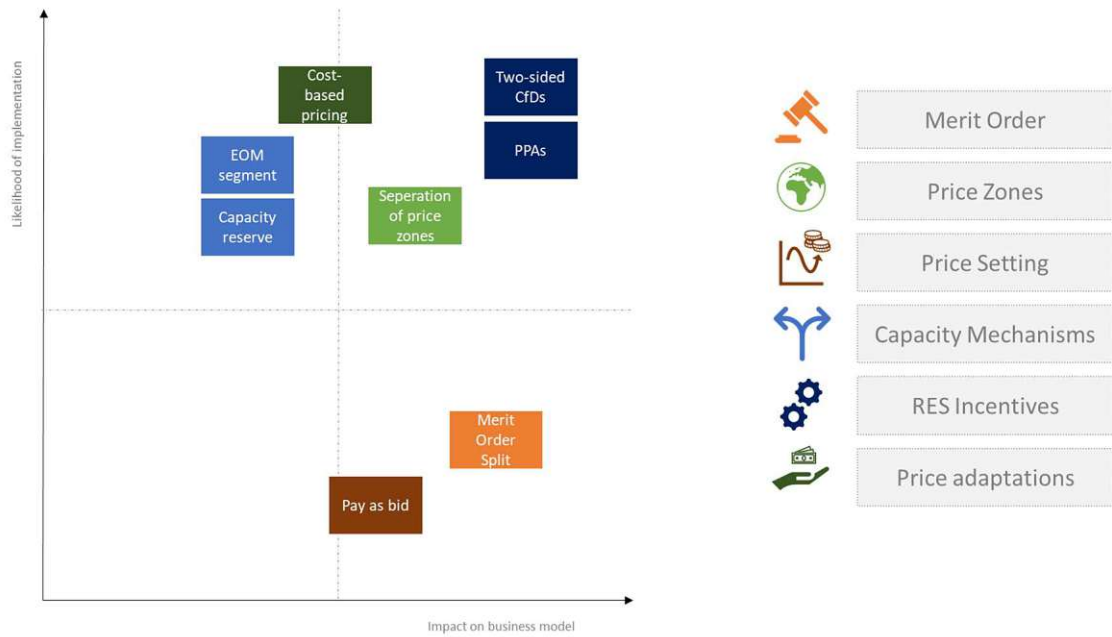 Likelihood of implementation
Cost-
based
pricing
Two-sided
CfDs
PPAs
EOM
segment
Capacity
reserve
Seperation
of price
zones
Merit
Order
Split
Pay as bid
Impact on business model
Merit Order
Price Zones
Price Setting
Capacity Mechanisms
RES Incentives
Price adaptations